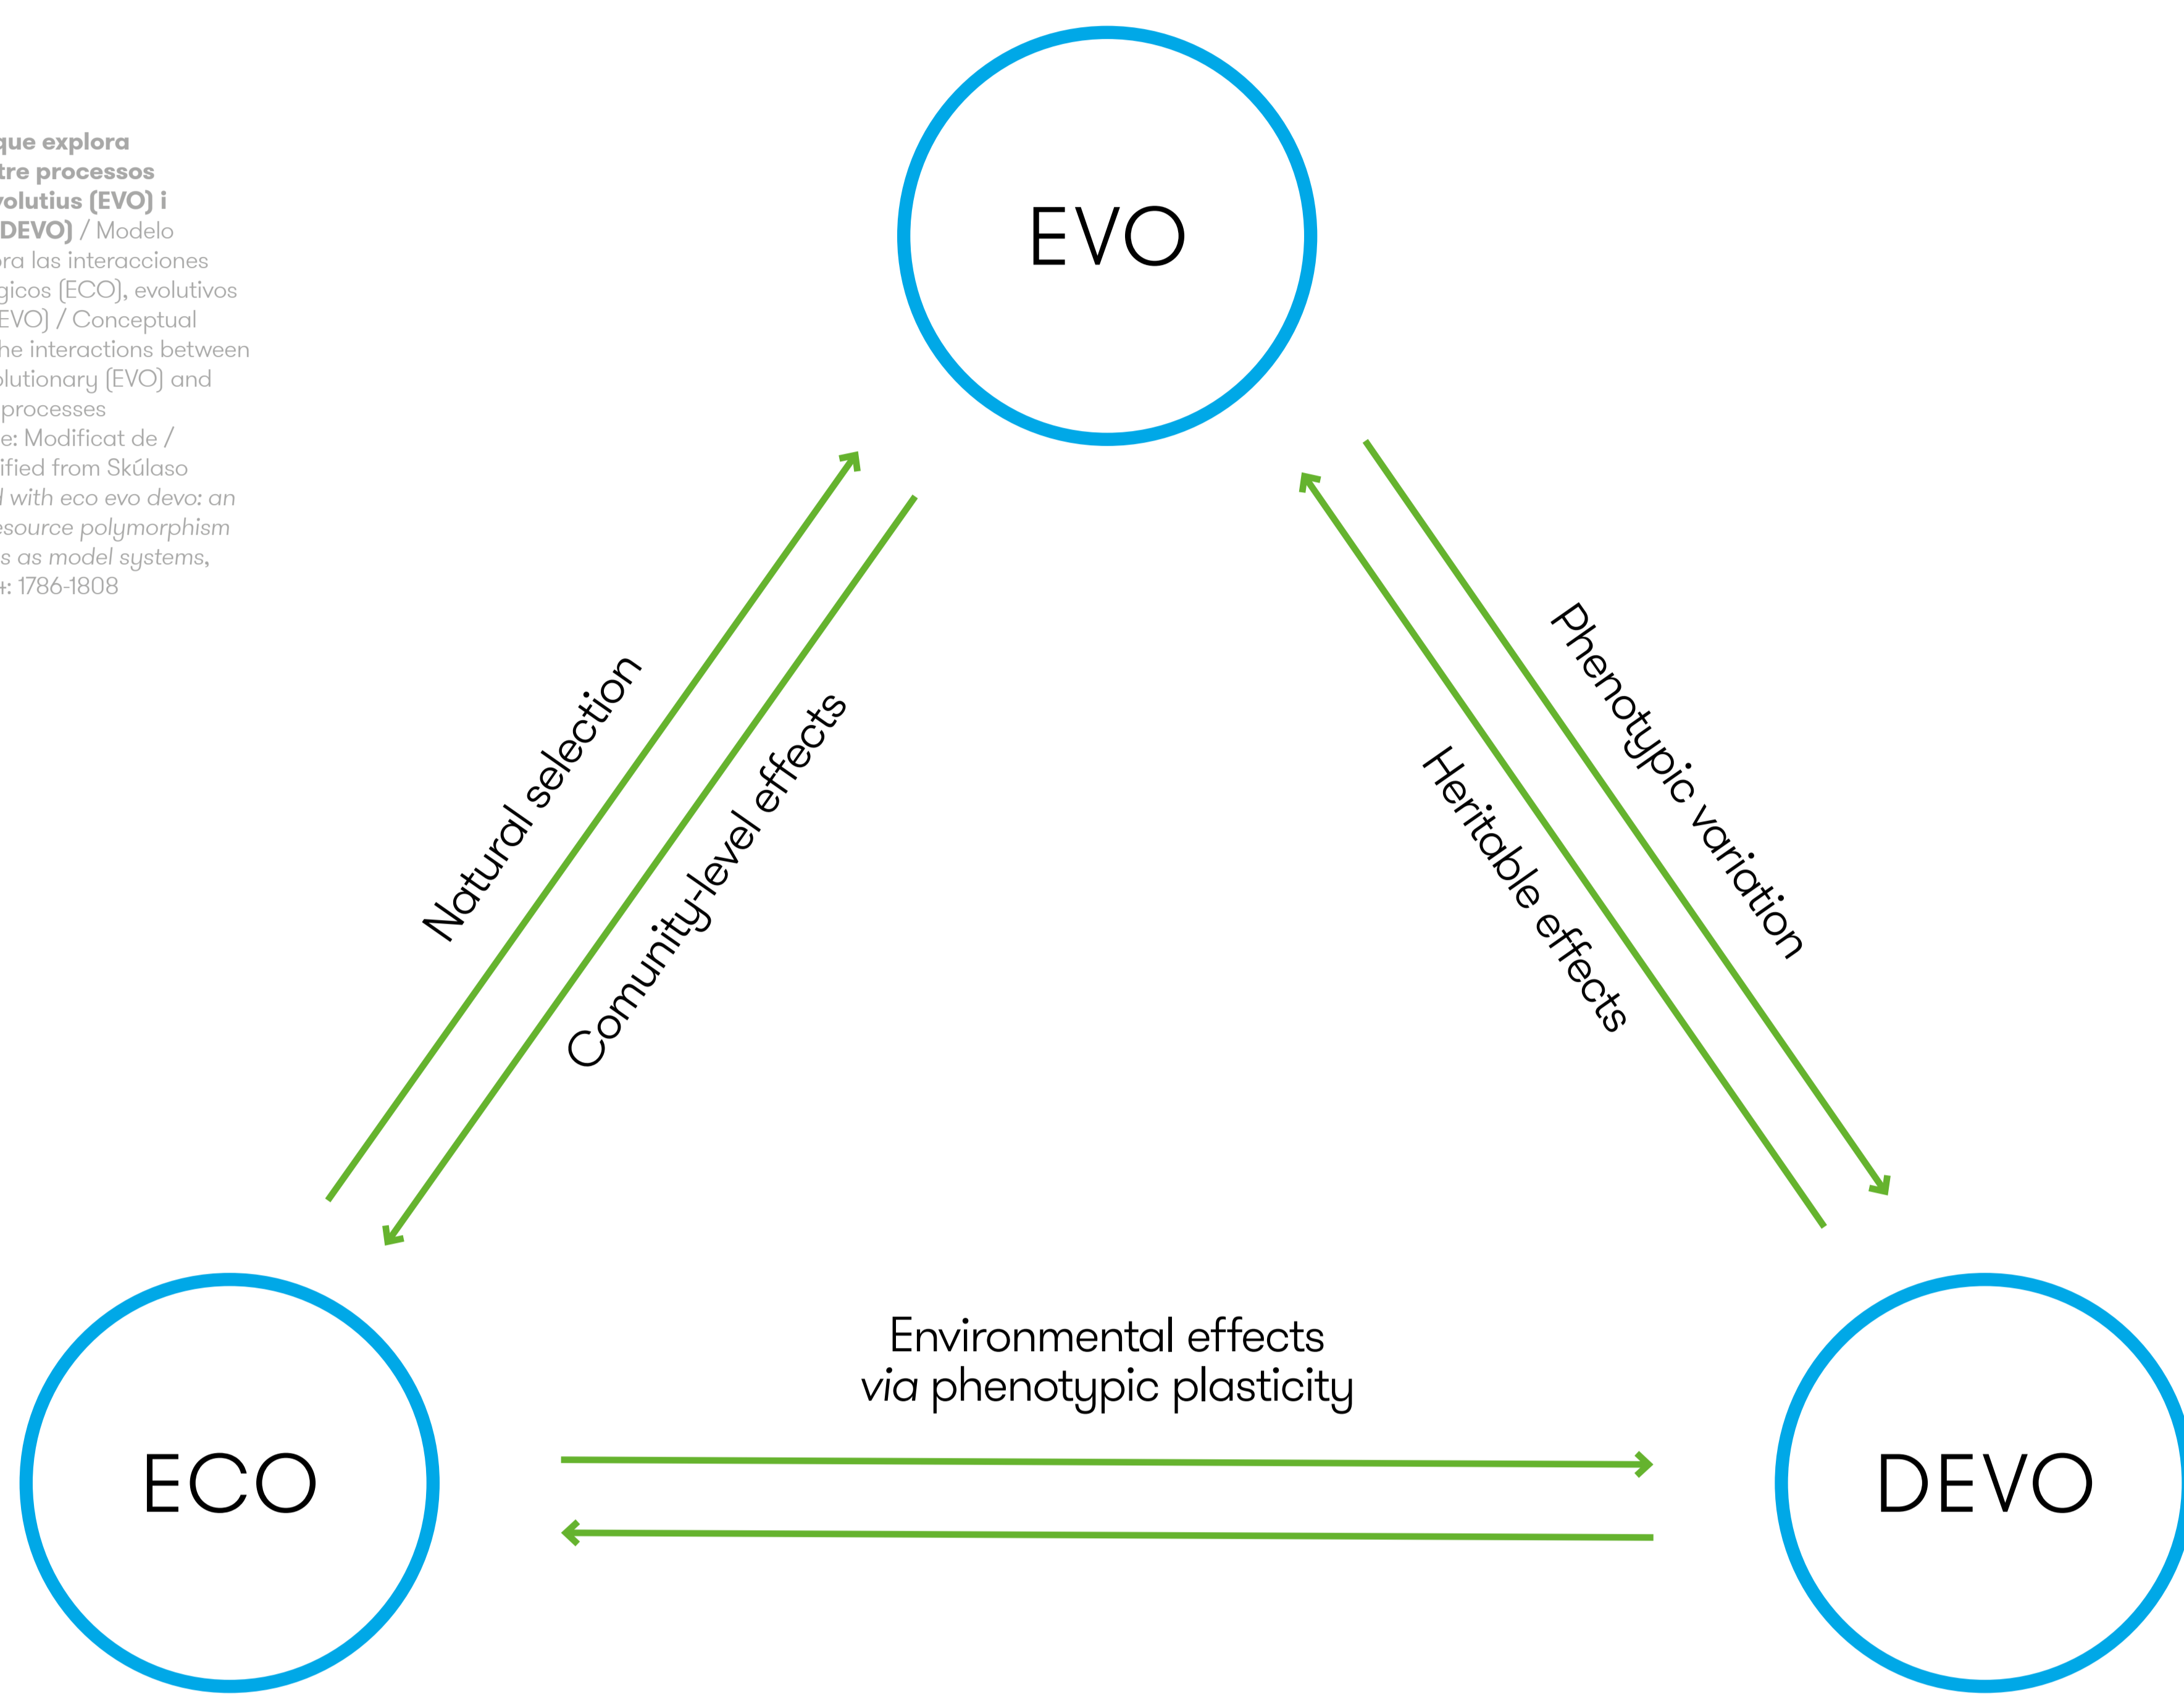 que explora
tre processos
volutius (EVO) i
DEVO) / Modelo
ora las interacciones
gicos (ECO), evolutivos
EVO) / Conceptual
he interactions between
olutionary (EVO) and
processes
e: Modificat de /
ified from Skúlaso
d with eco evo devo: an
esource polymorphism
s as model systems,
4: 1786-1808
EVO
Natural selection
Comunity-level effects
Phenotypic variation
Heritable effects
Environmental effects
via phenotypic plasticity
ECO
DEVO